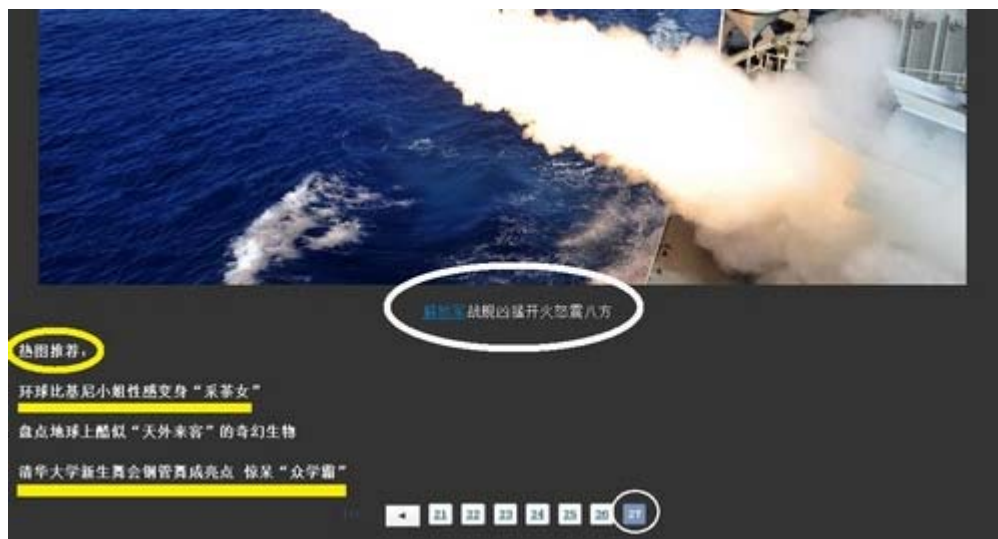 解放军战舰凶猛开火怒震八方
热图推荐:
环球比基尼小姐性感变身“采茶女”
盘点地球上酷似“天外来客”的奇幻生物
清华大学新生舞会钢管舞成亮点 惊呆“众学霸”
◄ 21 22 23 24 25 26 27